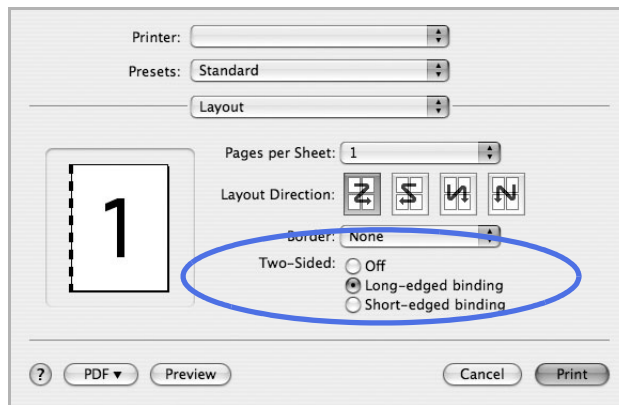 Printer:
Presets: Standard
Layout
Pages per Sheet: 1
1
Layout Direction:
Border: None
Two-Sided: Off
Long-edged binding
Short-edged binding
? PDF▼ Preview Cancel Print